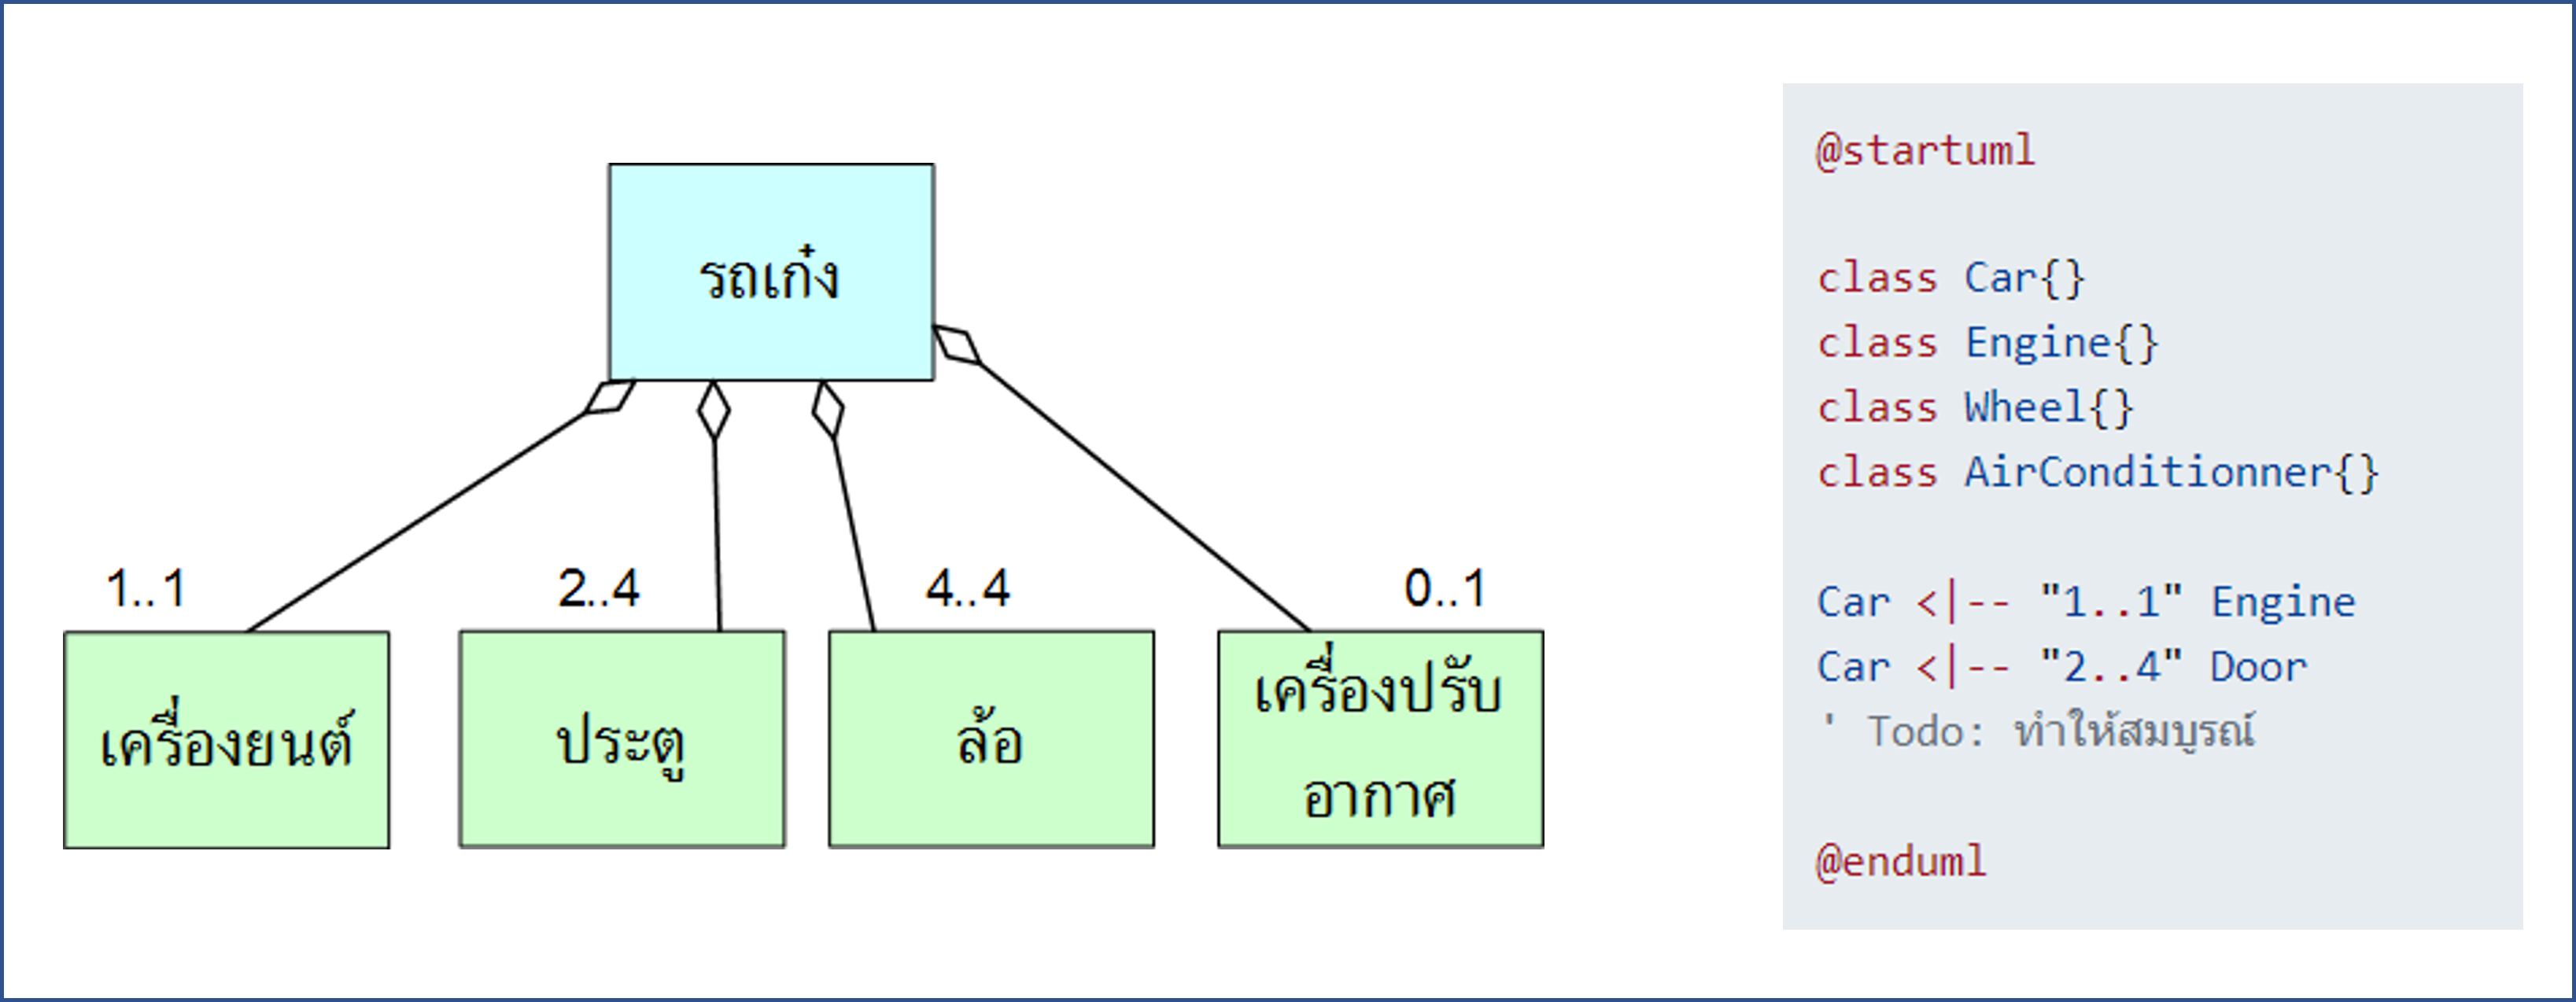 รถเก๋ง
1..1
2..4
4..4
0..1
เครื่องยนต์
ประตู
ล้อ
เครื่องปรับ
อากาศ
@startuml
class Car{}
class Engine{}
class Wheel{}
class AirConditionner{}
Car <|-- "1..1" Engine
Car <|-- "2..4" Door
' Todo: ทำให้สมบูรณ์
@enduml